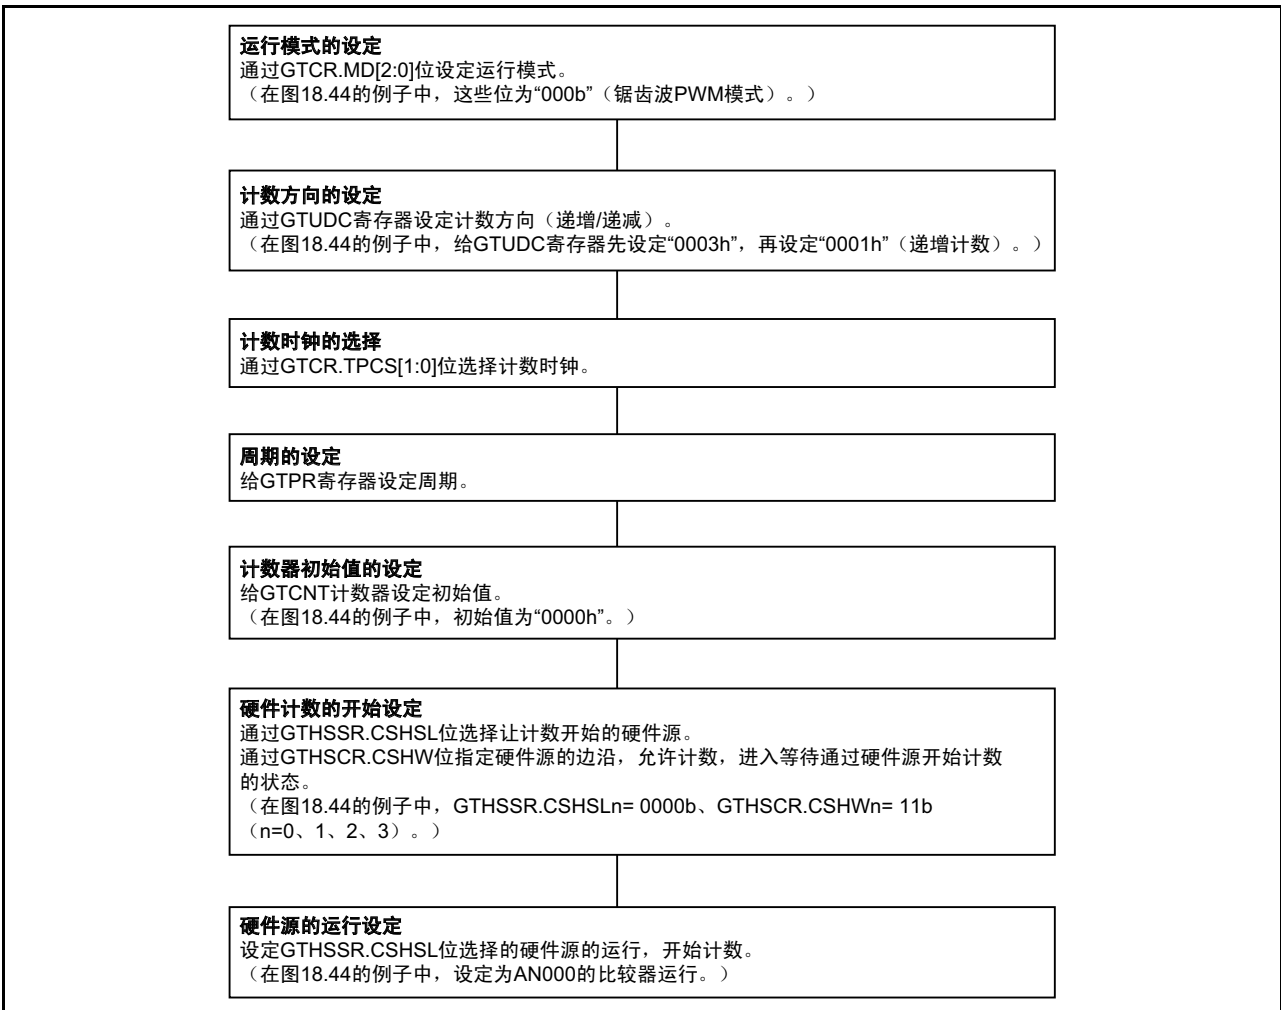 运行模式的设定
通过GTCR.MD[2:0]位设定运行模式。
（在图18.44的例子中，这些位为“000b”（锯齿波PWM模式）。）
计数方向的设定
通过GTUDC寄存器设定计数方向（递增/递减）。
（在图18.44的例子中，给GTUDC寄存器先设定“0003h”，再设定“0001h”（递增计数）。）
计数时钟的选择
通过GTCR.TPCS[1:0]位选择计数时钟。
周期的设定
给GTPR寄存器设定周期。
计数器初始值的设定
给GTCNT计数器设定初始值。
（在图18.44的例子中，初始值为“0000h”。）
硬件计数的开始设定
通过GTHSSR.CSHSL位选择让计数开始的硬件源。
通过GTHSCR.CSHW位指定硬件源的边沿，允许计数，进入等待通过硬件源开始计数
的状态。
（在图18.44的例子中，GTHSSR.CSHSLn= 0000b、GTHSCR.CSHWn= 11b
（n=0、1、2、3）。）
硬件源的运行设定
设定GTHSSR.CSHSL位选择的硬件源的运行，开始计数。
（在图18.44的例子中，设定为AN000的比较器运行。）